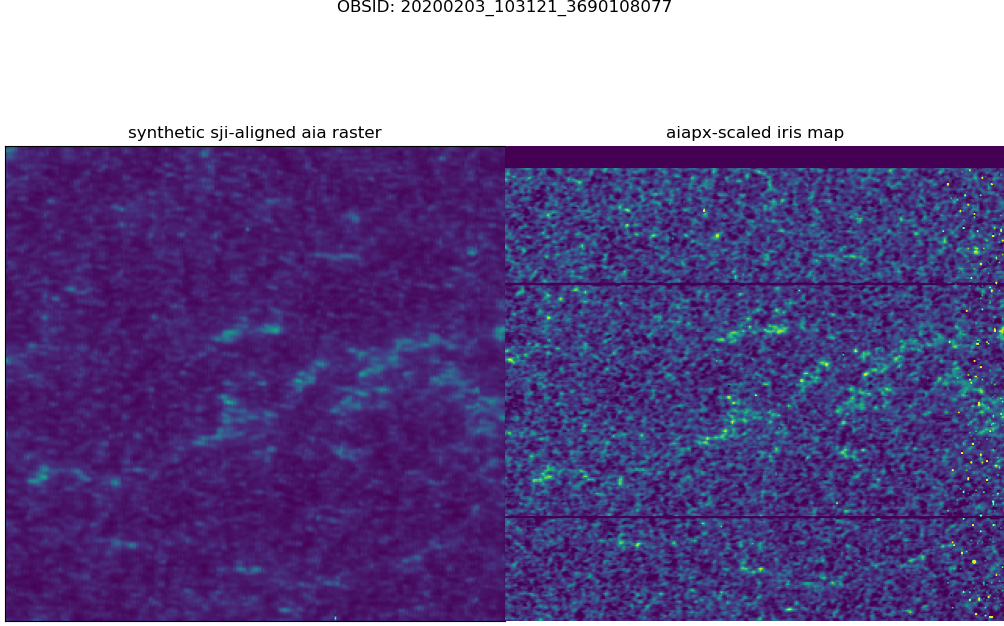 OBSID: 20200203_103121_3690108077
synthetic sji-aligned aia raster
aiapx-scaled iris map